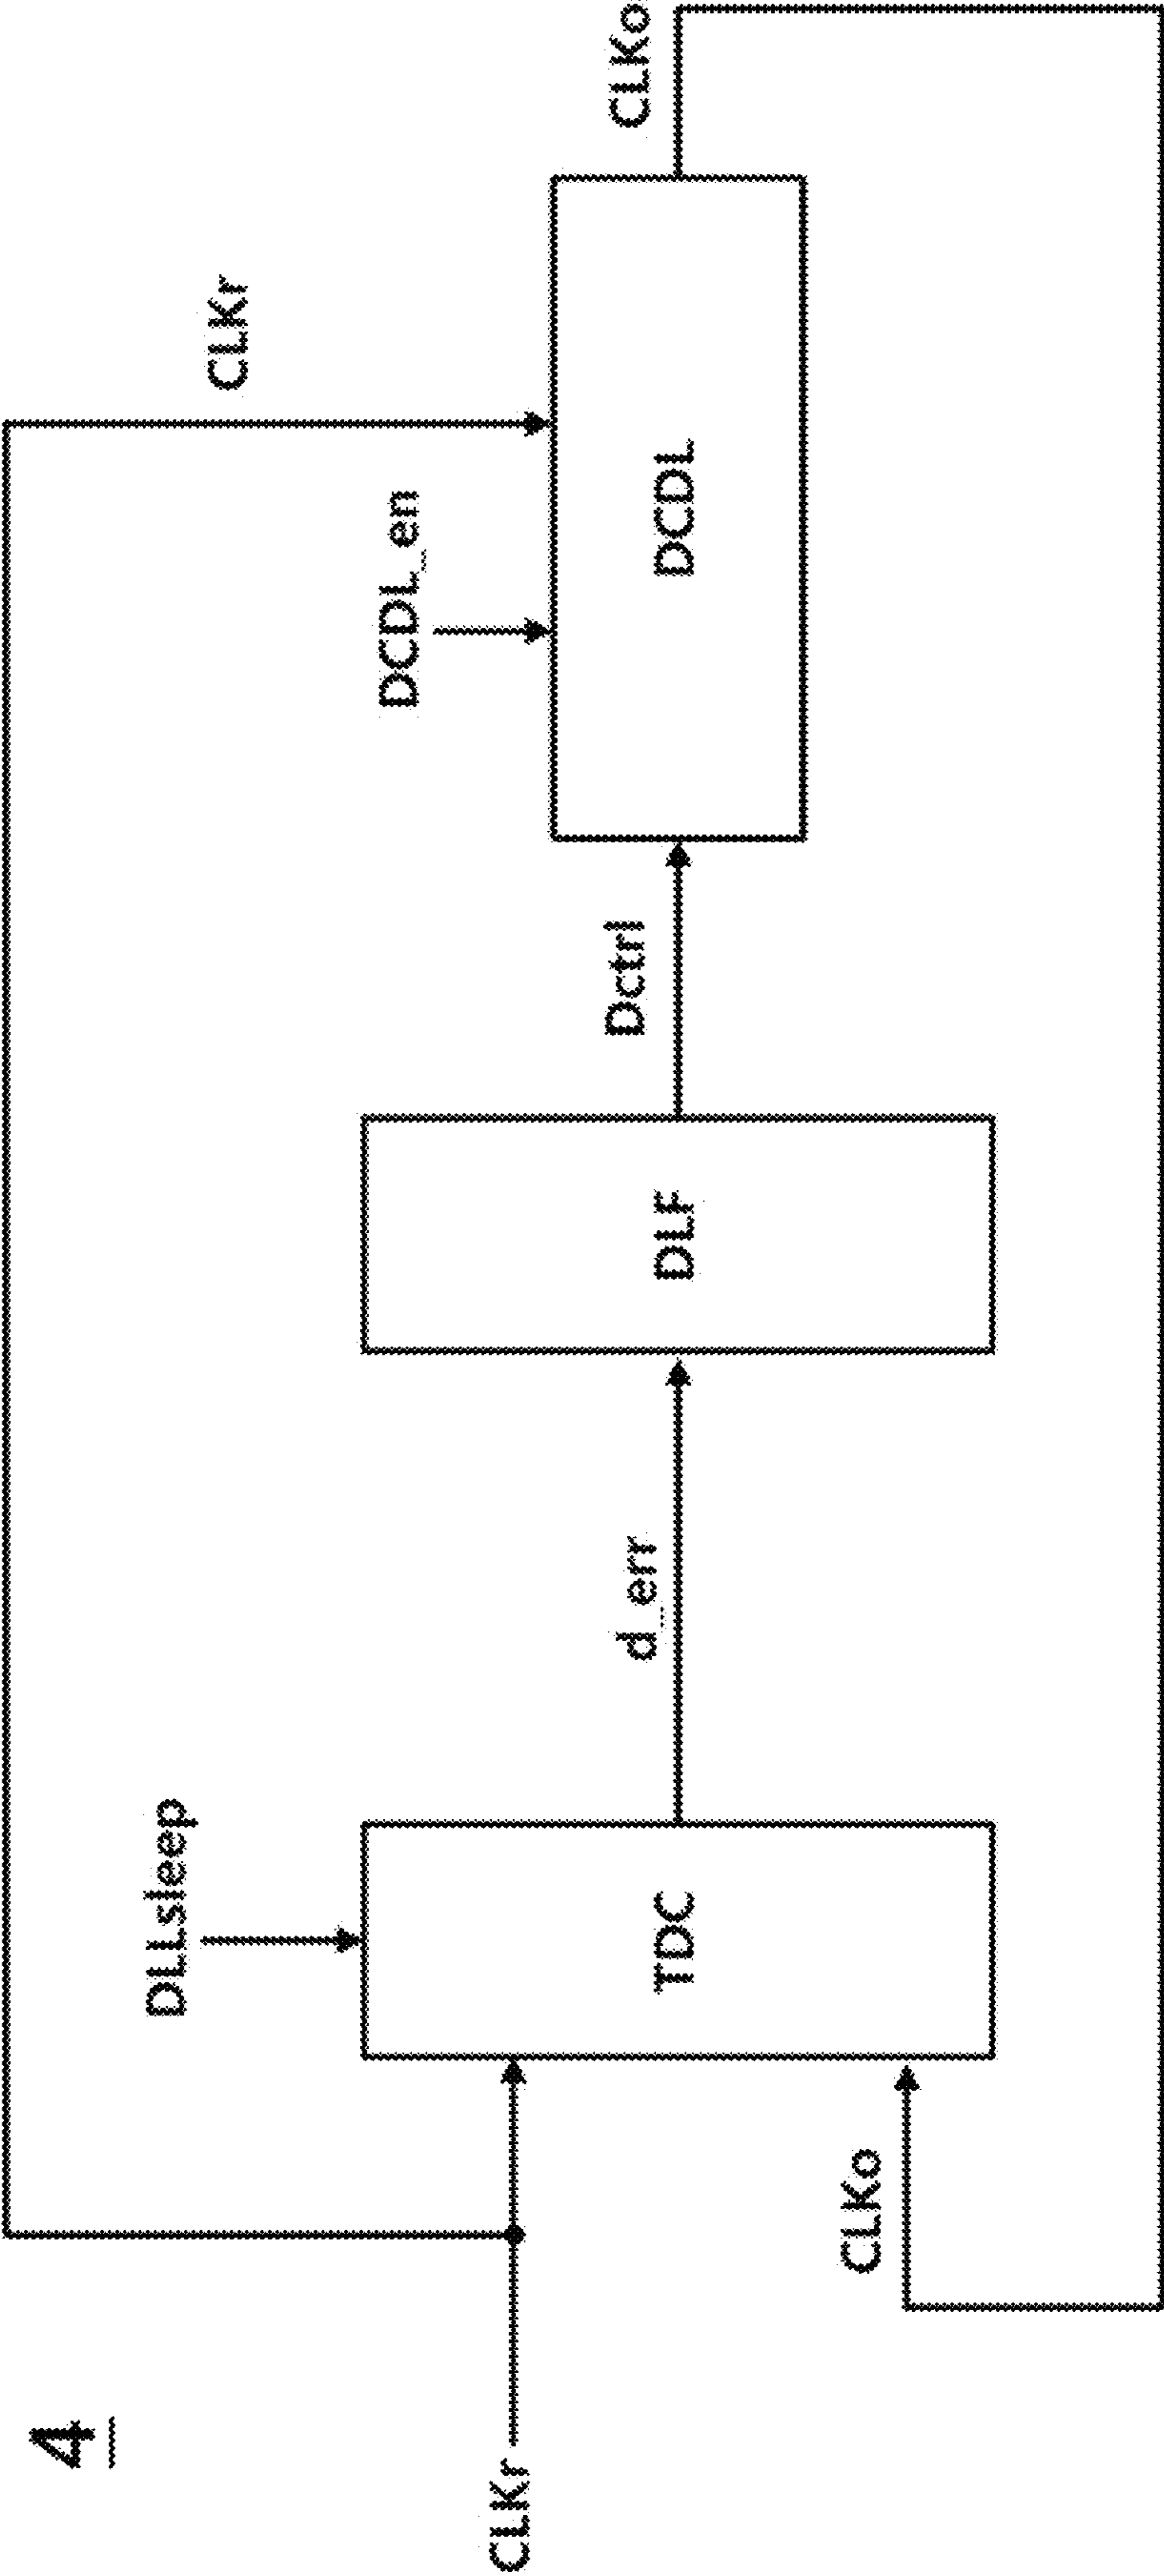 4
CLKr
DLLsleep
CLKo
TDC
d_err
DLF
Dctrl
DCDL_en
CLKr
DCDL
CLKo